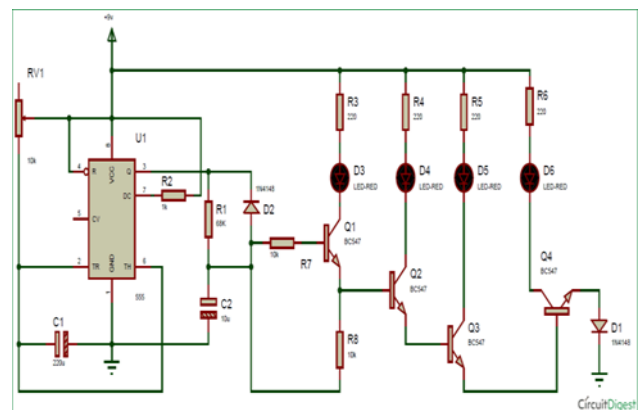 +9v
RV1
10k
U1
8
VCC
4
R
Q
3
DC
7
5
CV
2
TR
GND
TH
6
1
555
R2
1k
R1
68K
1N4148
D2
C1
220u
C2
10u
R7
10k
R3
220
R4
220
R5
220
R6
220
D3
LED-RED
D4
LED-RED
D5
LED-RED
D6
LED-RED
Q1
BC547
Q2
BC547
Q3
BC547
Q4
BC547
R8
10k
D1
1N4148
CircuitDigest